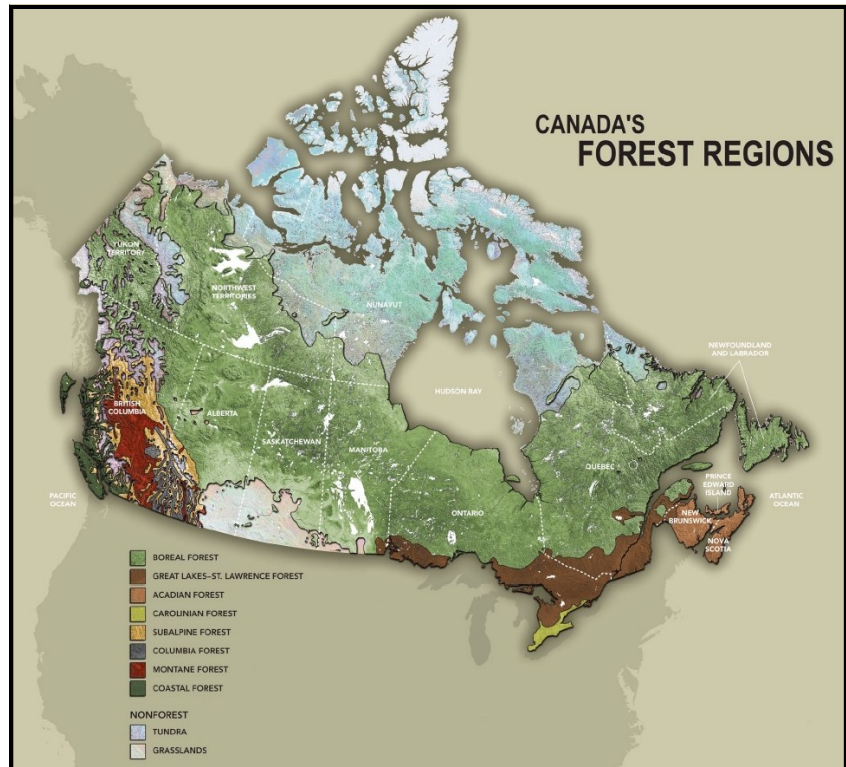 CANADA'S
FOREST REGIONS
YUKON
TERRITORY
NORTHWEST
TERRITORIES
NUNAVUT
NEWFOUNDLAND
AND LABRADOR
HUDSON BAY
BRITISH
COLUMBIA
ALBERTA
SASKATCHEWAN
MANITOBA
QUEBEC
PRINCE
EDWARD
ISLAND
PACIFIC
OCEAN
ATLANTIC
OCEAN
ONTARIO
NEW
BRUNSWICK
NOVA
SCOTIA
BOREAL FOREST
GREAT LAKES–ST. LAWRENCE FOREST
ACADIAN FOREST
CAROLINIAN FOREST
SUBALPINE FOREST
COLUMBIA FOREST
MONTANE FOREST
COASTAL FOREST
NONFOREST
TUNDRA
GRASSLANDS